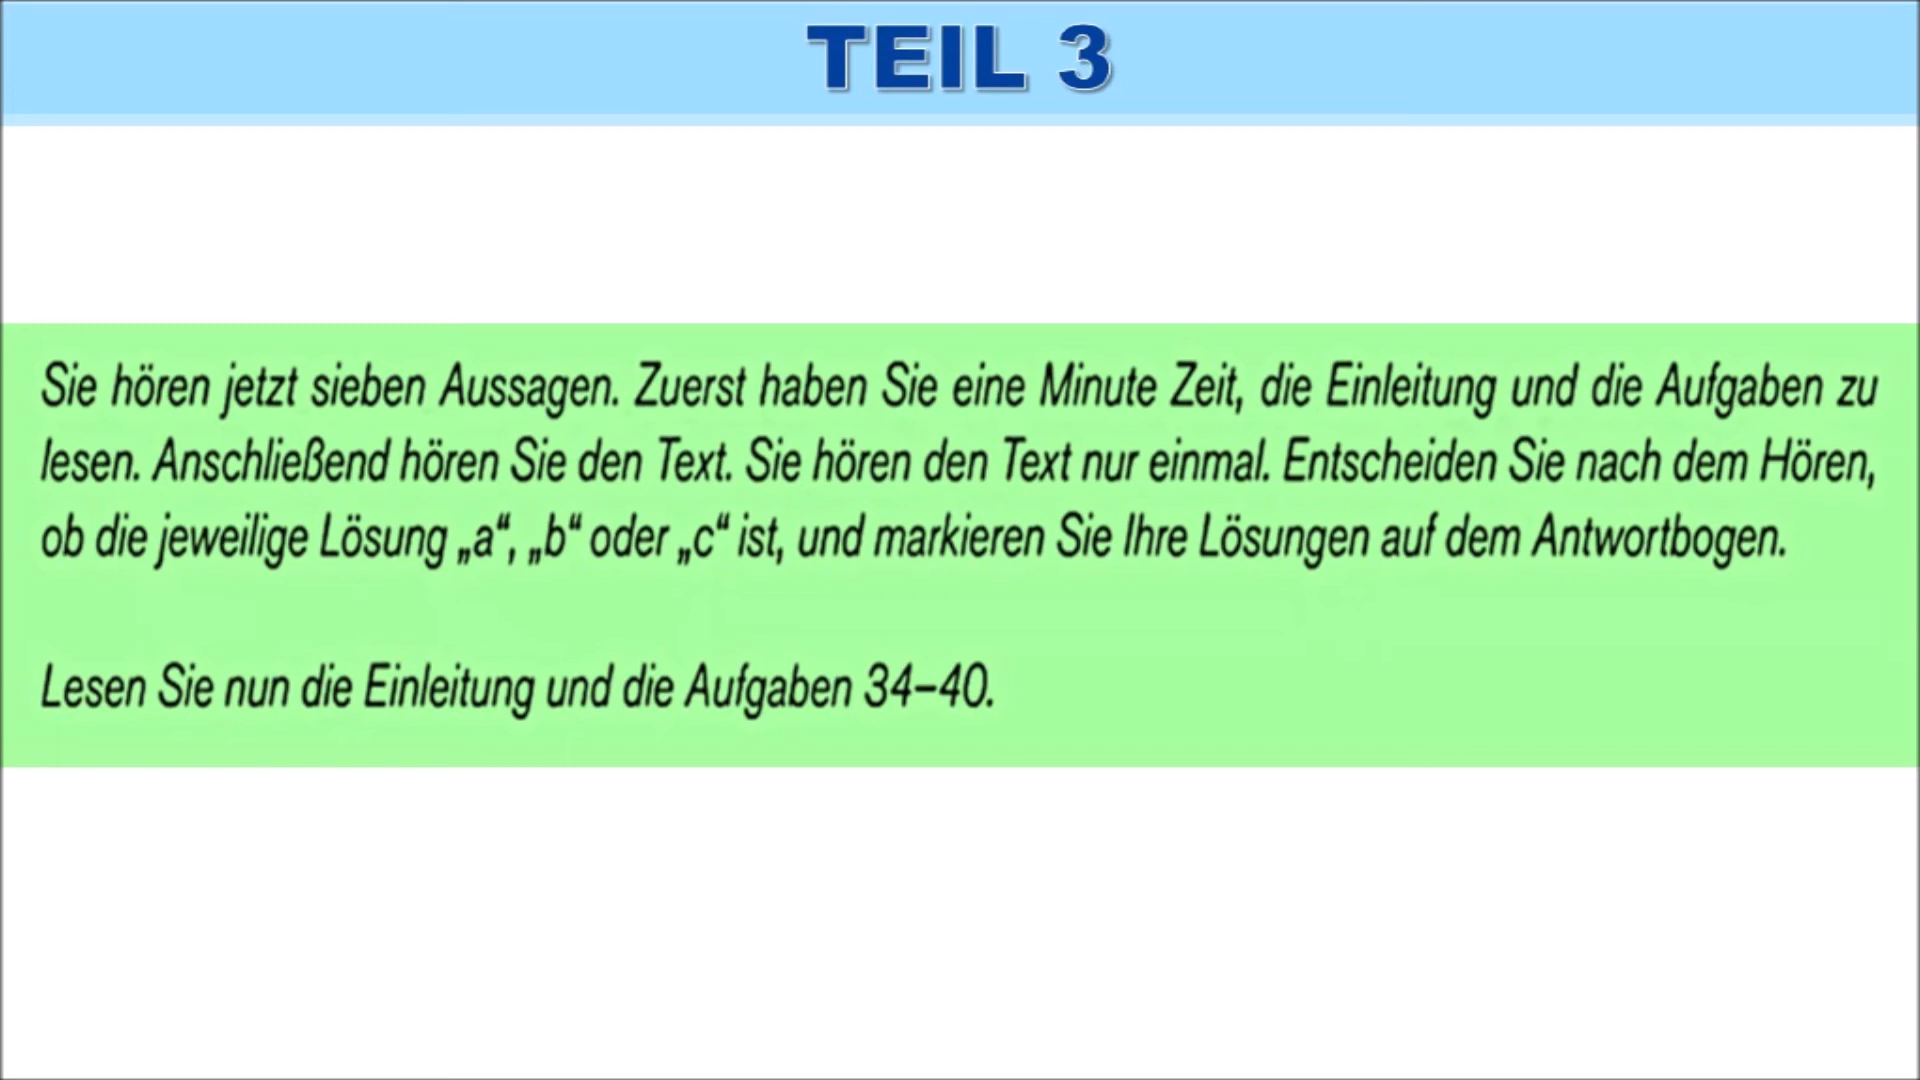 TEIL 3
Sie hören jetzt sieben Aussagen. Zuerst haben Sie eine Minute Zeit, die Einleitung und die Aufgaben zu
lesen. Anschließend hören Sie den Text. Sie hören den Text nur einmal. Entscheiden Sie nach dem Hören,
ob die jeweilige Lösung „a“, „b“ oder „c“ ist, und markieren Sie Ihre Lösungen auf dem Antwortbogen.
Lesen Sie nun die Einleitung und die Aufgaben 34–40.